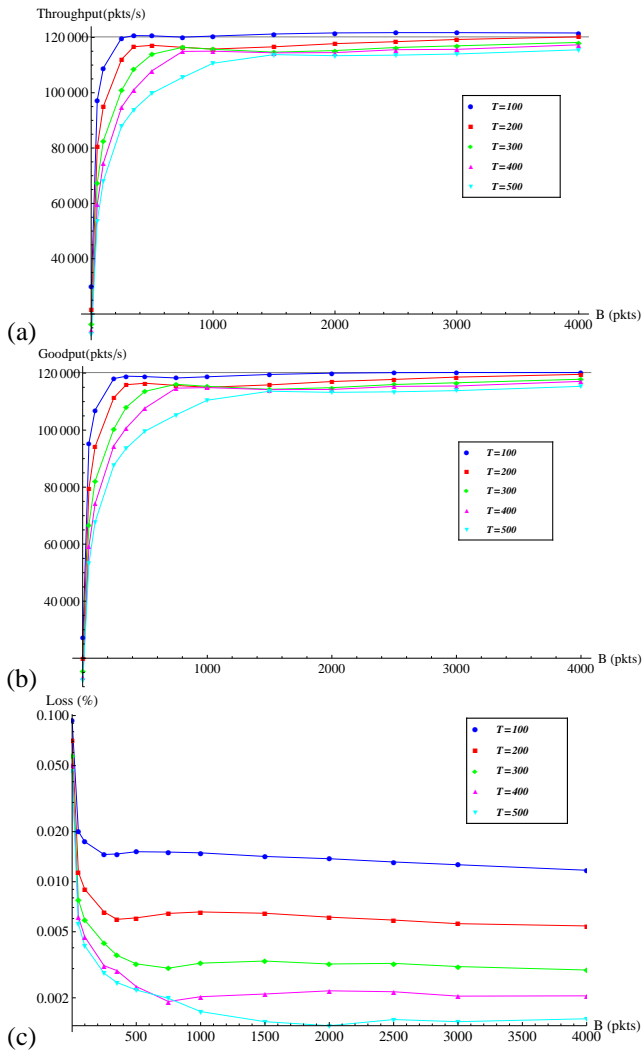 Throughput(pkts/s)
120 000
100 000
80 000
60 000
40 000
T=100
T=200
T=300
T=400
T=500
1000
2000
3000
4000
B (pkts)
(a)
Goodput(pkts/s)
120 000
100 000
80 000
60 000
40 000
T=100
T=200
T=300
T=400
T=500
1000
2000
3000
4000
B (pkts)
(b)
Loss (%)
0.100
0.050
0.020
0.010
0.005
0.002
T=100
T=200
T=300
T=400
T=500
0
500
1000
1500
2000
2500
3000
3500
4000
B (pkts)
(c)